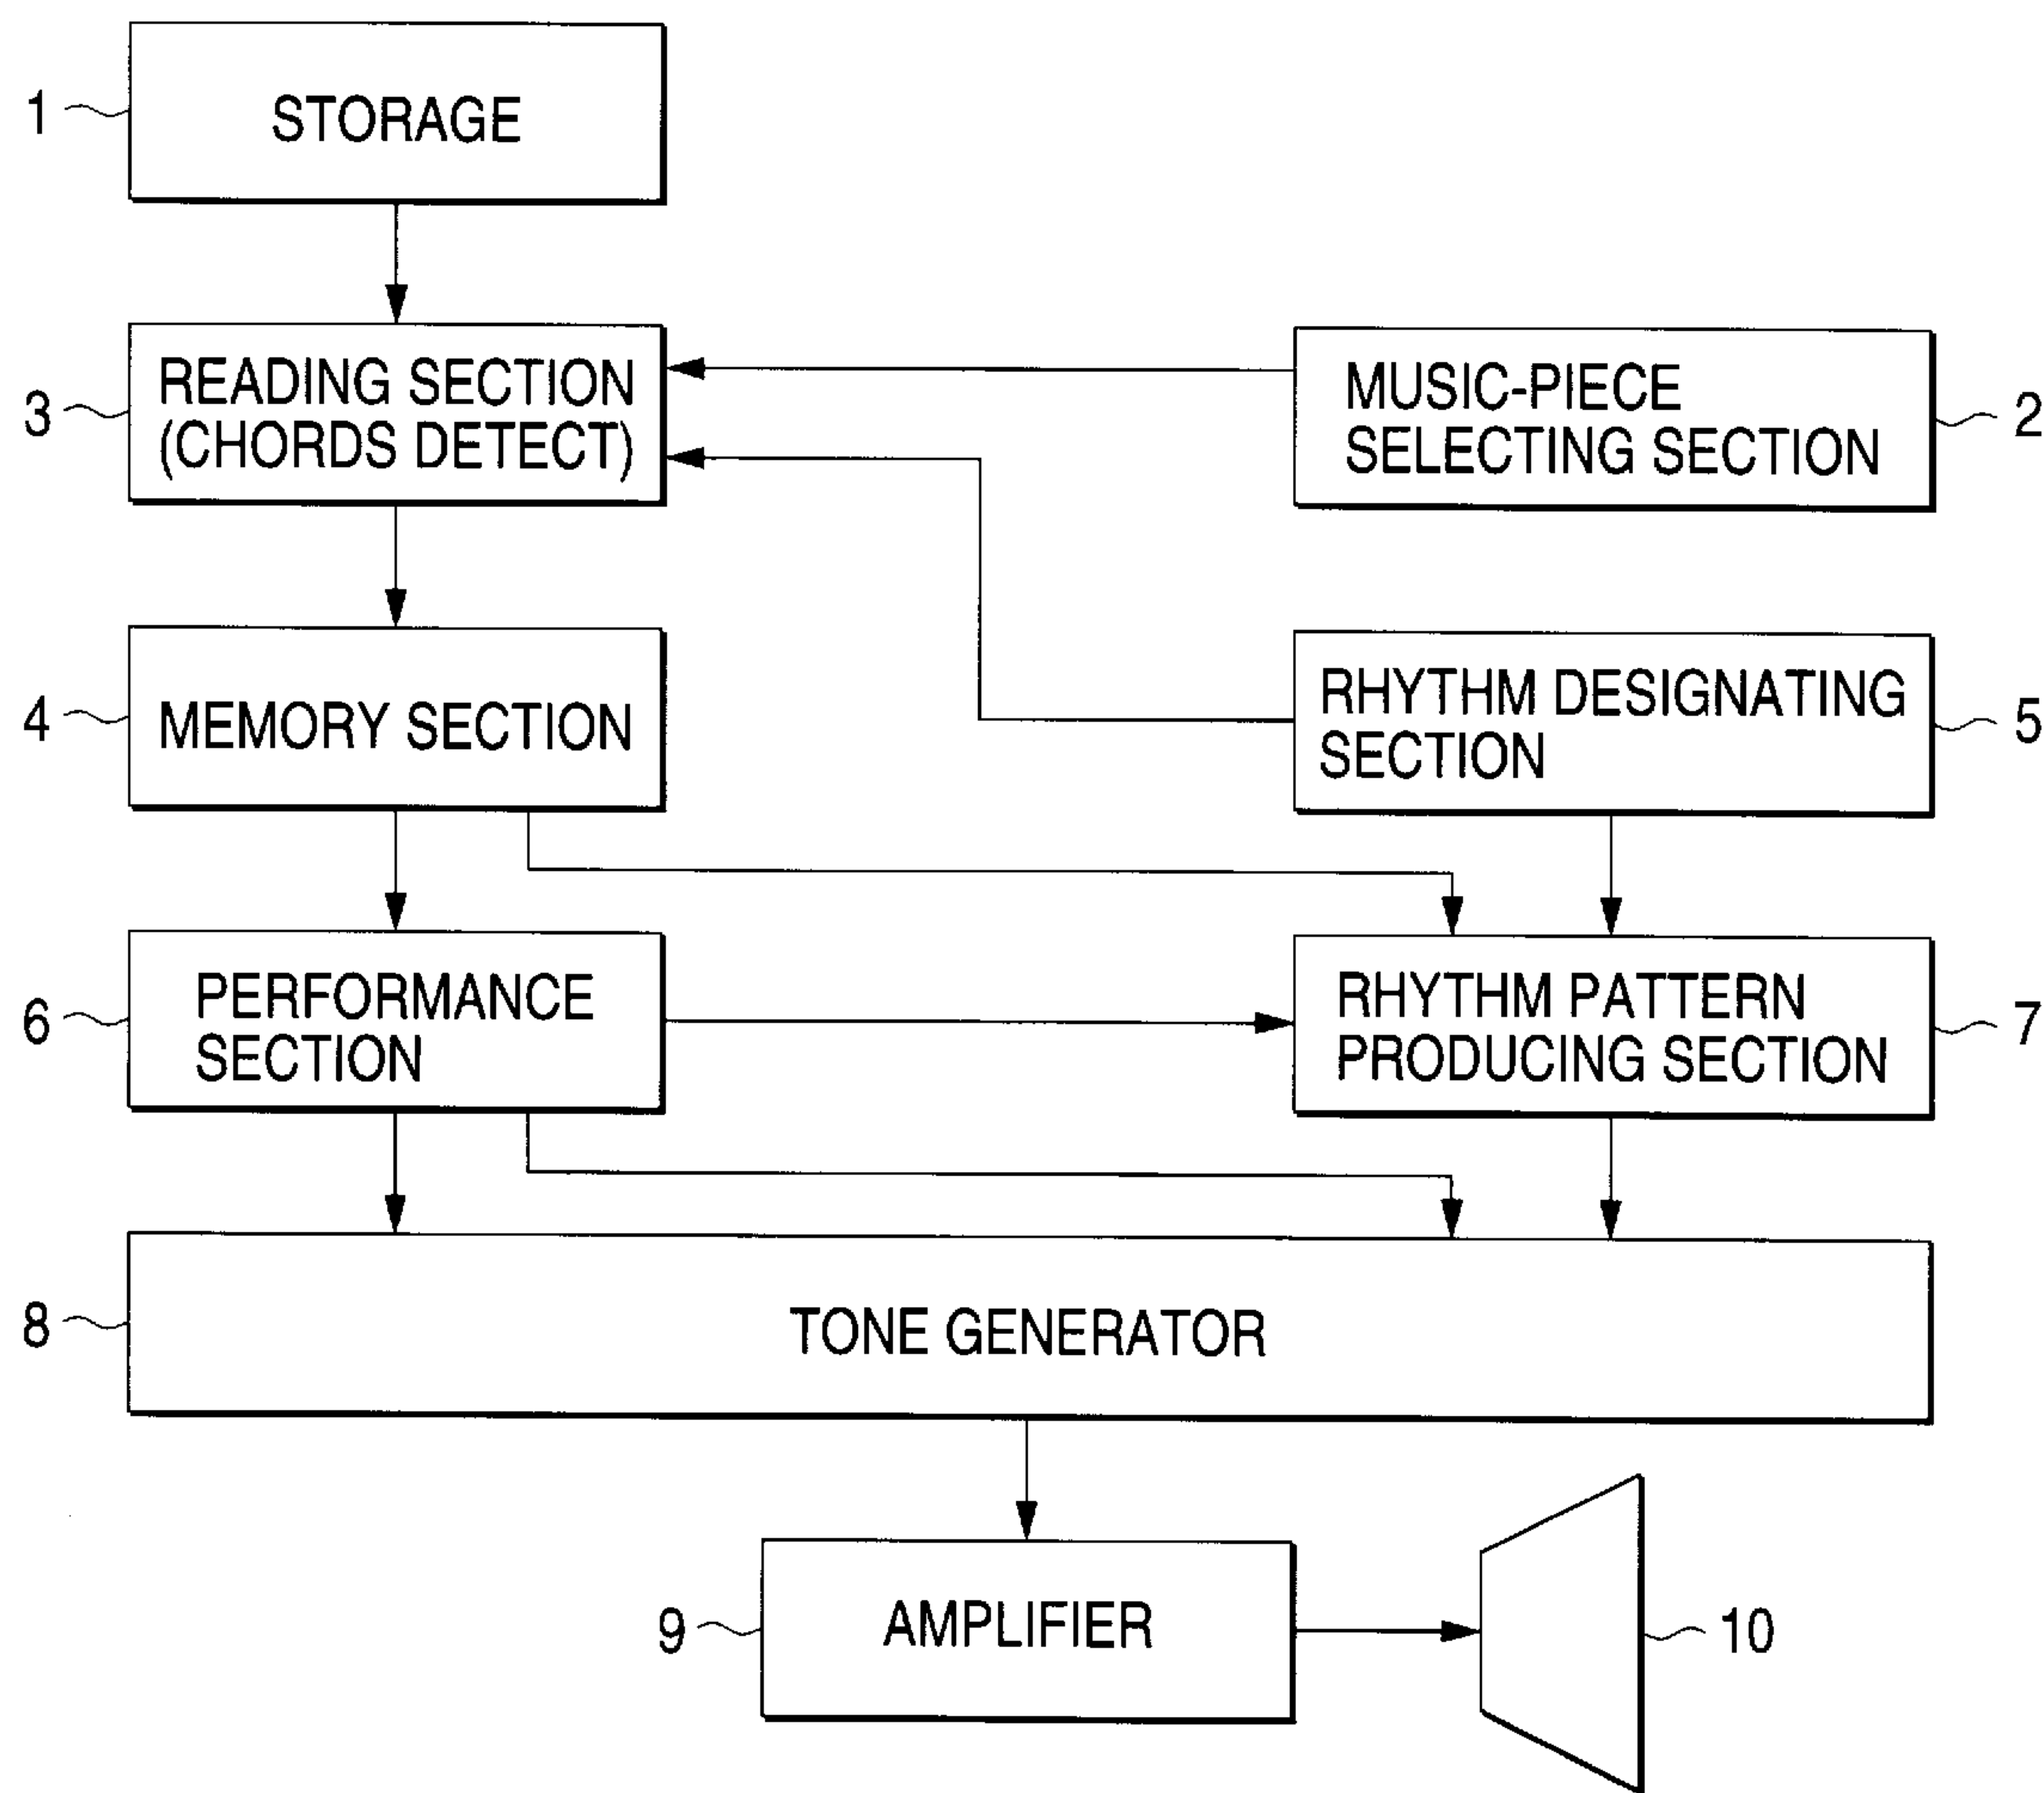 1
STORAGE
3
READING SECTION
(CHORDS DETECT)
MUSIC-PIECE
SELECTING SECTION
2
4
MEMORY SECTION
RHYTHM DESIGNATING
SECTION
5
6
PERFORMANCE
SECTION
RHYTHM PATTERN
PRODUCING SECTION
7
8
TONE GENERATOR
9
AMPLIFIER
10